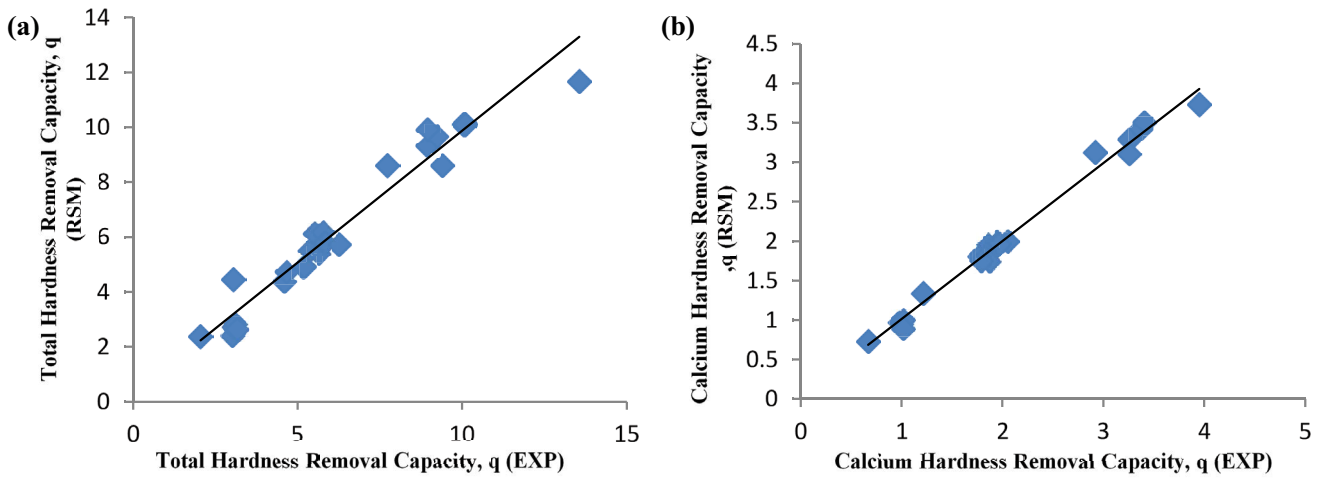 (a)
Total Hardness Removal Capacity, q
(RSM)
14
12
10
8
6
4
2
0
0 5 10 15
Total Hardness Removal Capacity, q (EXP)
(b)
Calcium Hardness Removal Capacity
,q (RSM)
4.5
4
3.5
3
2.5
2
1.5
1
0.5
0
0 1 2 3 4 5
Calcium Hardness Removal Capacity, q (EXP)